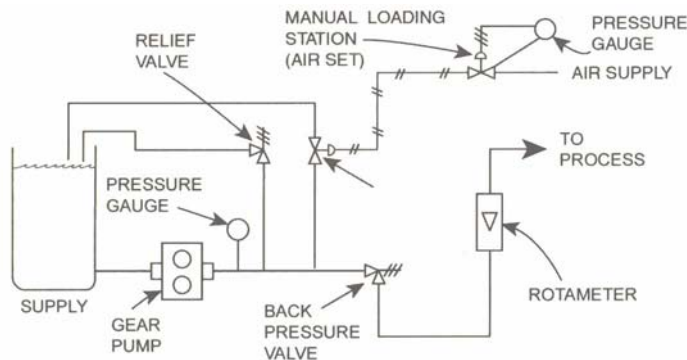 MANUAL LOADING
STATION
(AIR SET)
PRESSURE
GAUGE
RELIEF
VALVE
AIR SUPPLY
TO
PROCESS
PRESSURE
GAUGE
ROTAMETER
SUPPLY
GEAR
PUMP
BACK
PRESSURE
VALVE